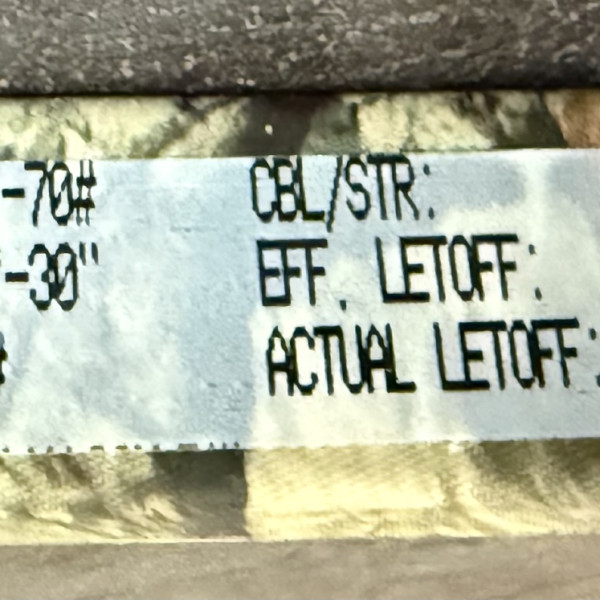 -70# CBL/STR:
-30" EFF. LETOFF:
# ACTUAL LETOFF: